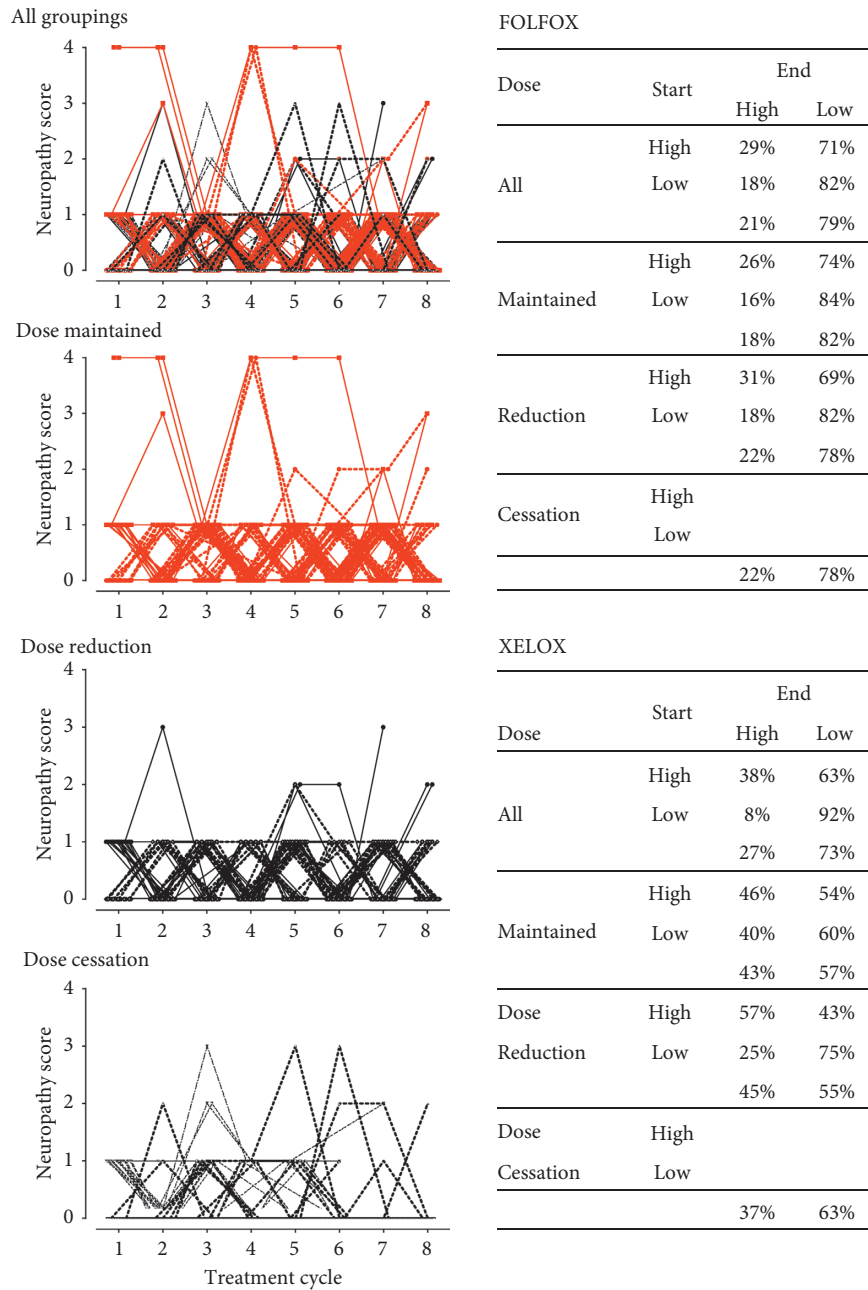 All groupings
4
3
2
1
0
Neuropathy score
1 2 3 4 5 6 7 8
Dose maintained
4
3
2
1
0
Neuropathy score
1 2 3 4 5 6 7 8
Dose reduction
4
3
2
1
0
Neuropathy score
1 2 3 4 5 6 7 8
Dose cessation
4
3
2
1
0
Neuropathy score
1 2 3 4 5 6 7 8
Treatment cycle
FOLFOX
End
Dose Start
High Low
High 29% 71%
All Low 18% 82%
21% 79%
High 26% 74%
Maintained Low 16% 84%
18% 82%
High 31% 69%
Reduction Low 18% 82%
22% 78%
High
Cessation
Low
22% 78%
XELOX
End
Start
Dose High Low
High 38% 63%
All Low 8% 92%
27% 73%
High 46% 54%
Maintained Low 40% 60%
43% 57%
Dose High 57% 43%
Reduction Low 25% 75%
45% 55%
Dose High
Cessation Low
37% 63%